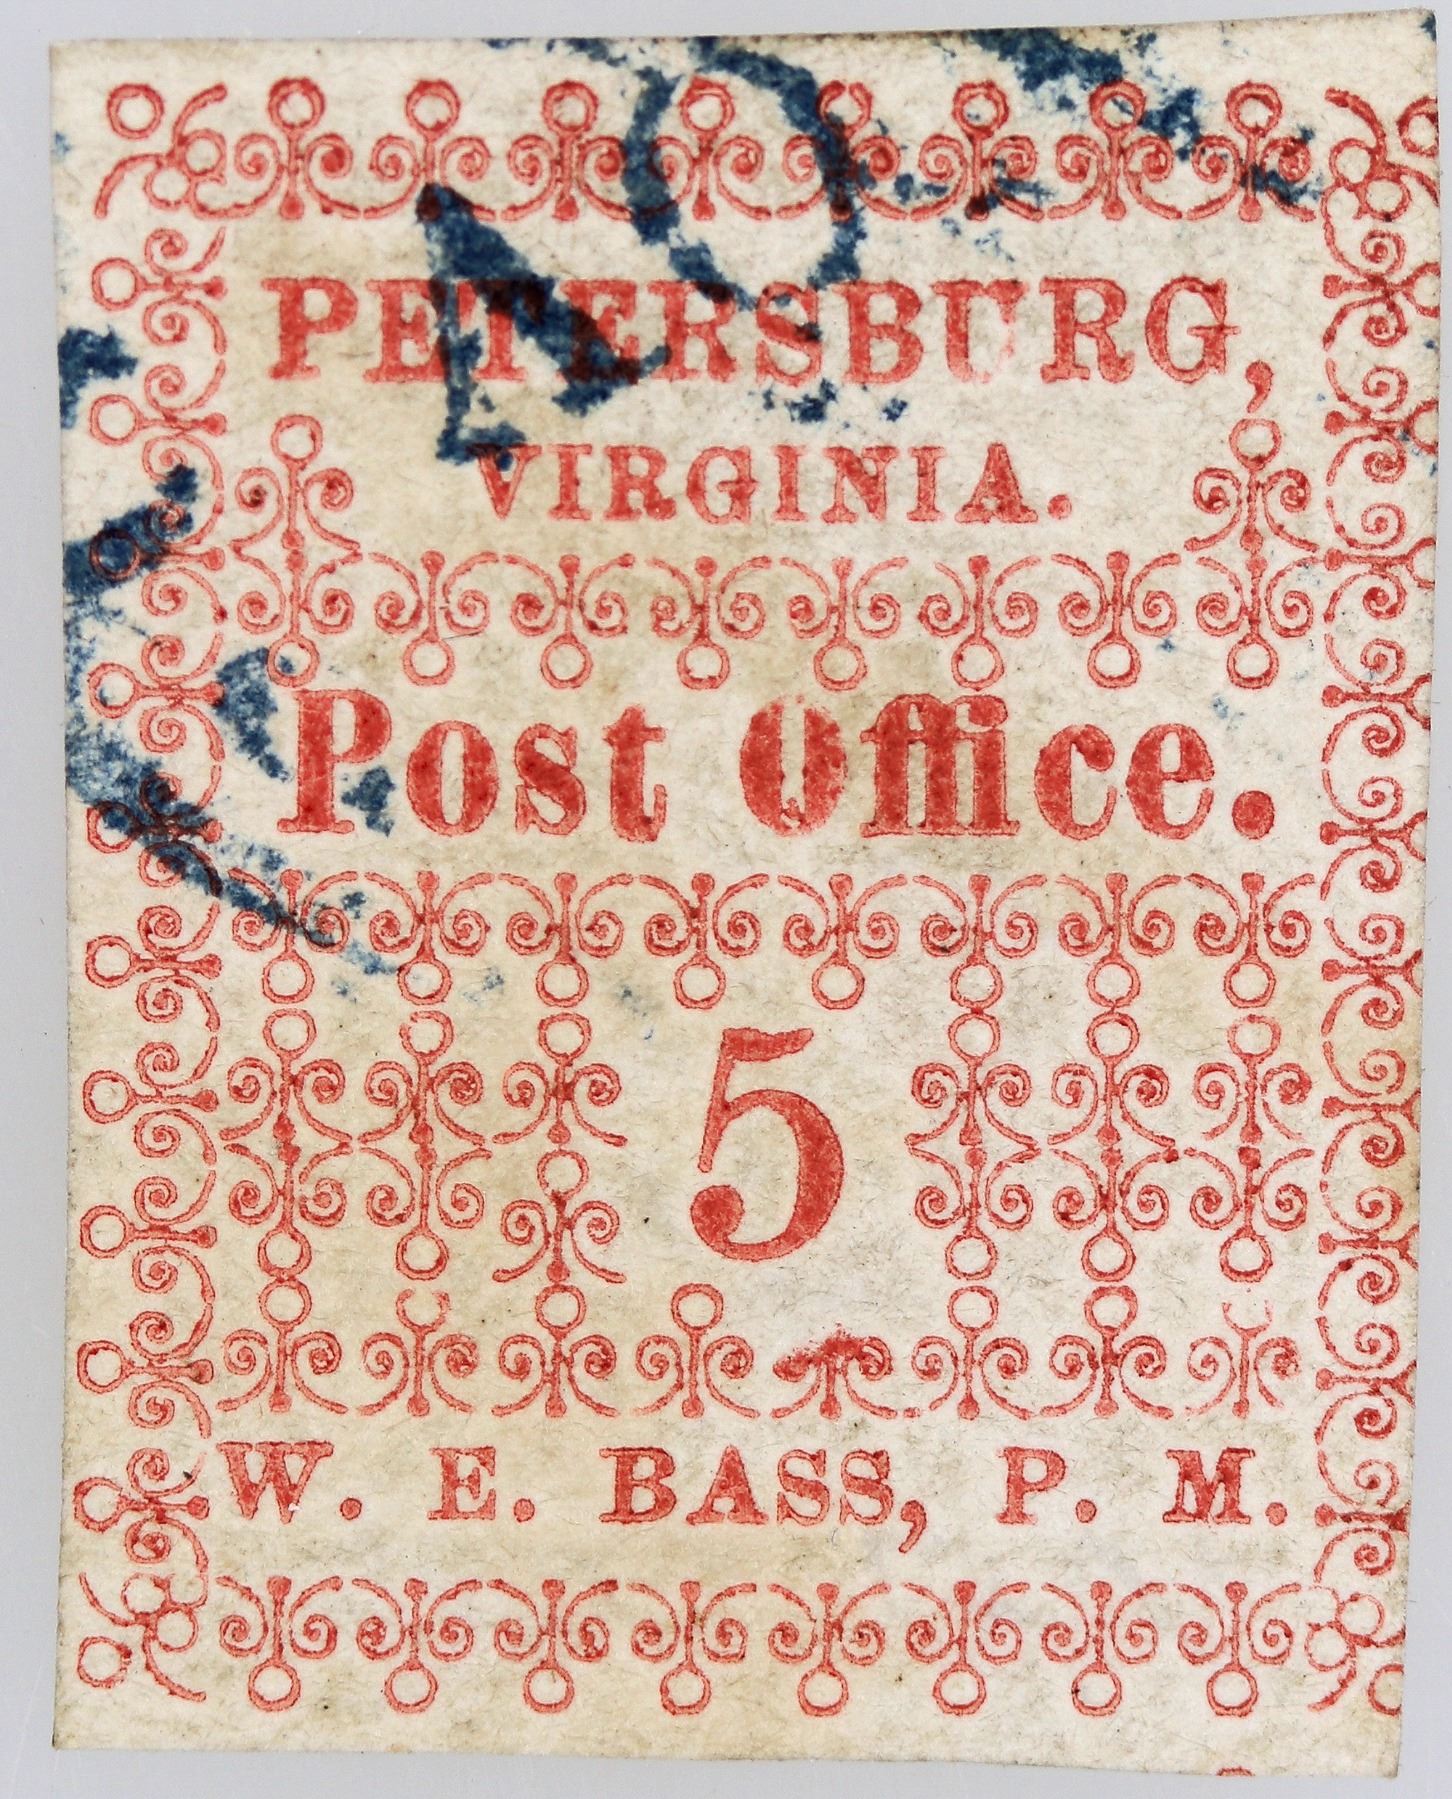 PETERSBURG,
VIRGINIA.
Post Office.
5
W. E. BASS, P. M.